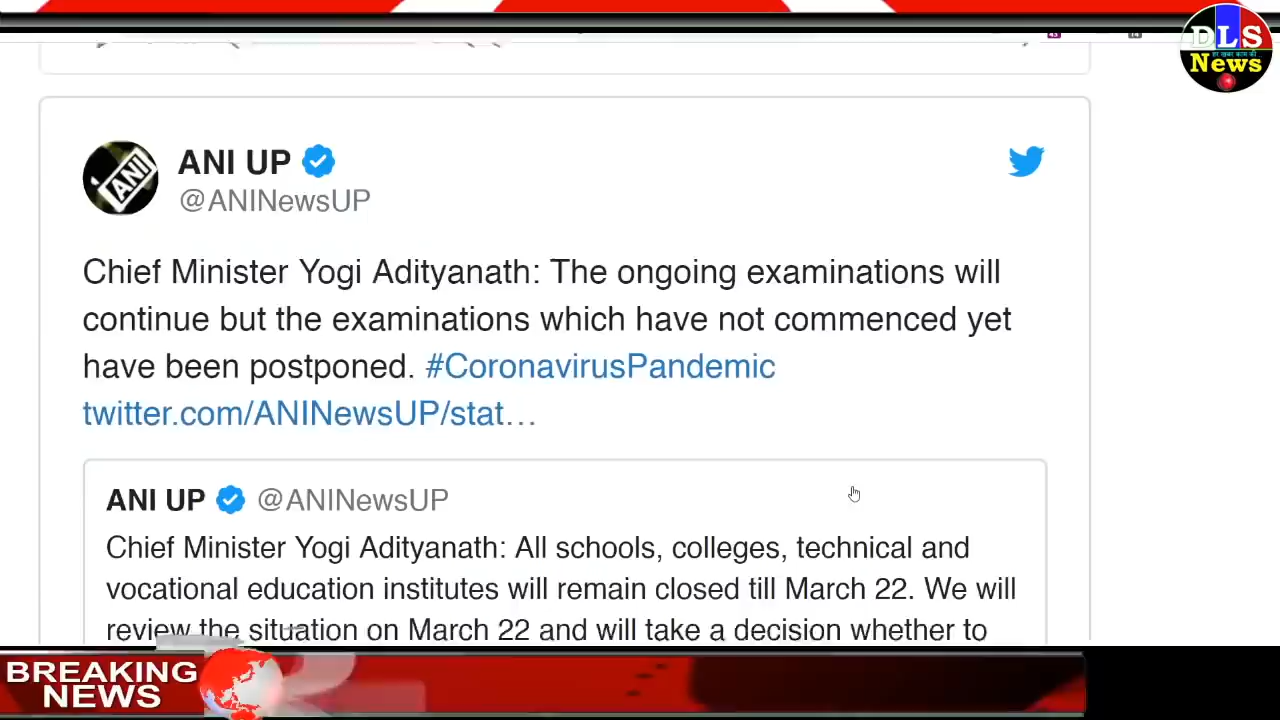 DLS
News
ANI
ANI UP
@ANINewsUP
Chief Minister Yogi Adityanath: The ongoing examinations will
continue but the examinations which have not commenced yet
have been postponed. #CoronavirusPandemic
twitter.com/ANINewsUP/stat…
ANI UP @ANINewsUP
Chief Minister Yogi Adityanath: All schools, colleges, technical and
vocational education institutes will remain closed till March 22. We will
review the situation on March 22 and will take a decision whether to
BREAKING
NEWS